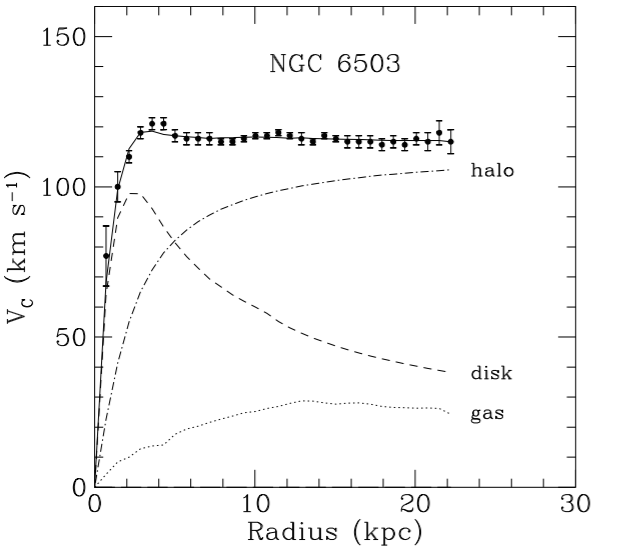 NGC 6503
150
100
50
0
V_C (km s⁻¹)
halo
disk
gas
0 10 20 30
Radius (kpc)